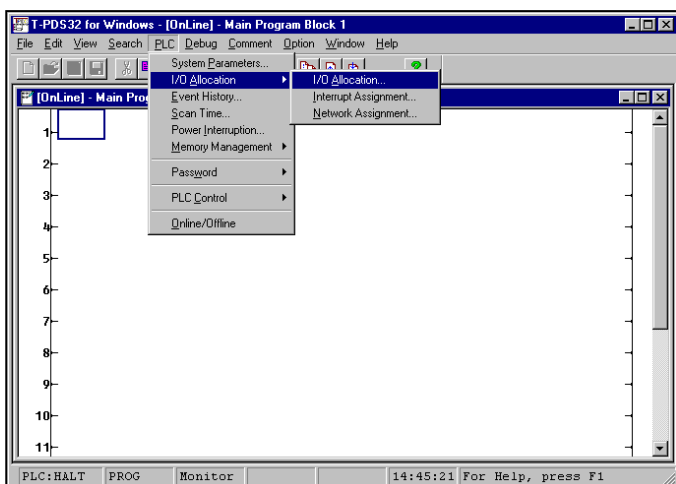 T-PDS32 for Windows - [OnLine] - Main Program Block 1
File Edit View Search PLC Debug Comment Option Window Help
System Parameters...
I/O Allocation
Event History...
Scan Time...
Power Interruption...
Memory Management
Password
PLC Control
Online/Offline
I/O Allocation...
Interrupt Assignment...
Network Assignment...
[OnLine] - Main Pro
1
2
3
4
5
6
7
8
9
10
11
PLC:HALT PROG Monitor 14:45:21 For Help, press F1